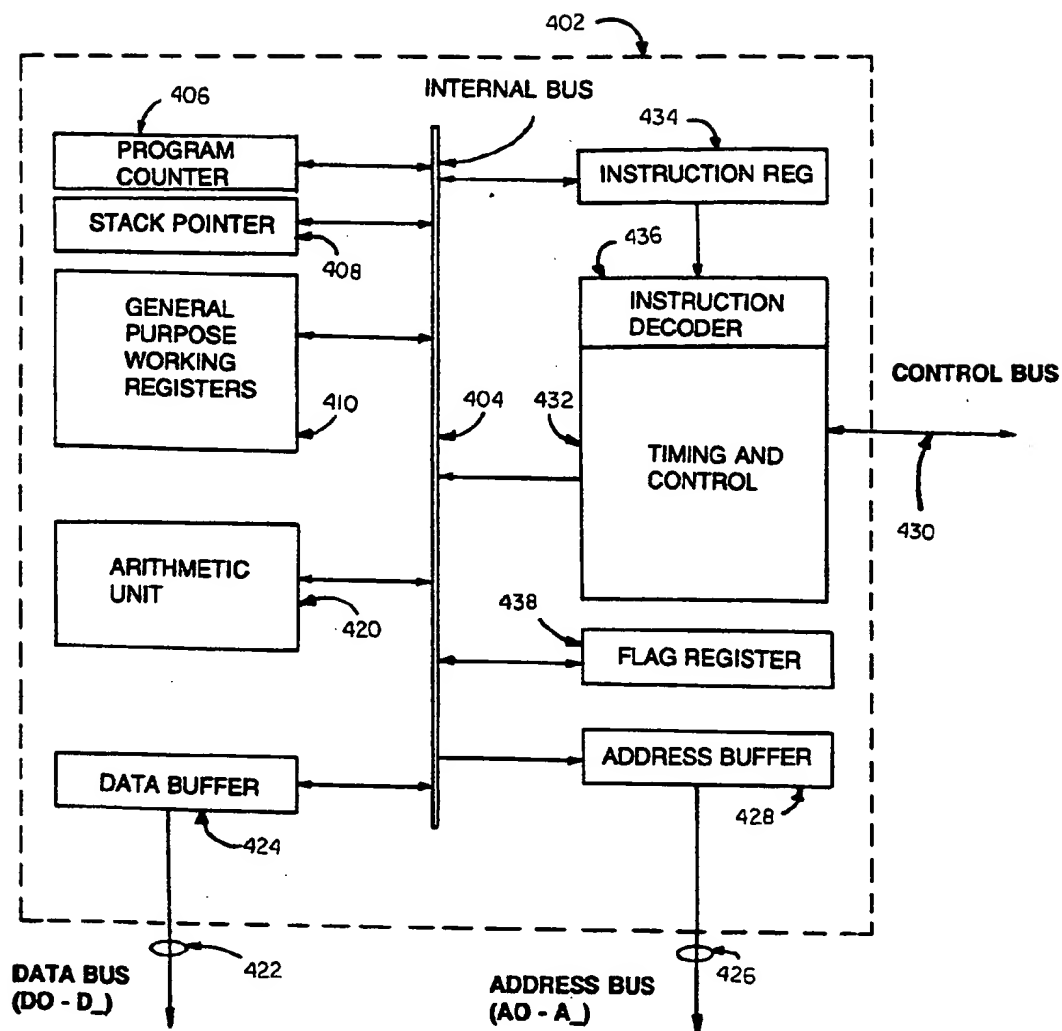 402
INTERNAL BUS
406
434
PROGRAM
COUNTER
INSTRUCTION REG
STACK POINTER
408
436
GENERAL
PURPOSE
WORKING
REGISTERS
410
INSTRUCTION
DECODER
CONTROL BUS
404
432
TIMING AND
CONTROL
430
ARITHMETIC
UNIT
420
438
FLAG REGISTER
DATA BUFFER
424
ADDRESS BUFFER
428
422
426
DATA BUS
(DO - D_)
ADDRESS BUS
(AO - A_)